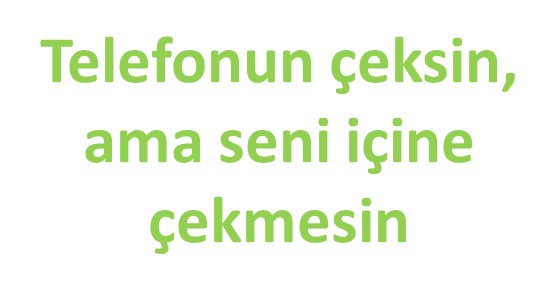 Telefonun çeksin,
ama seni içine
çekmesin